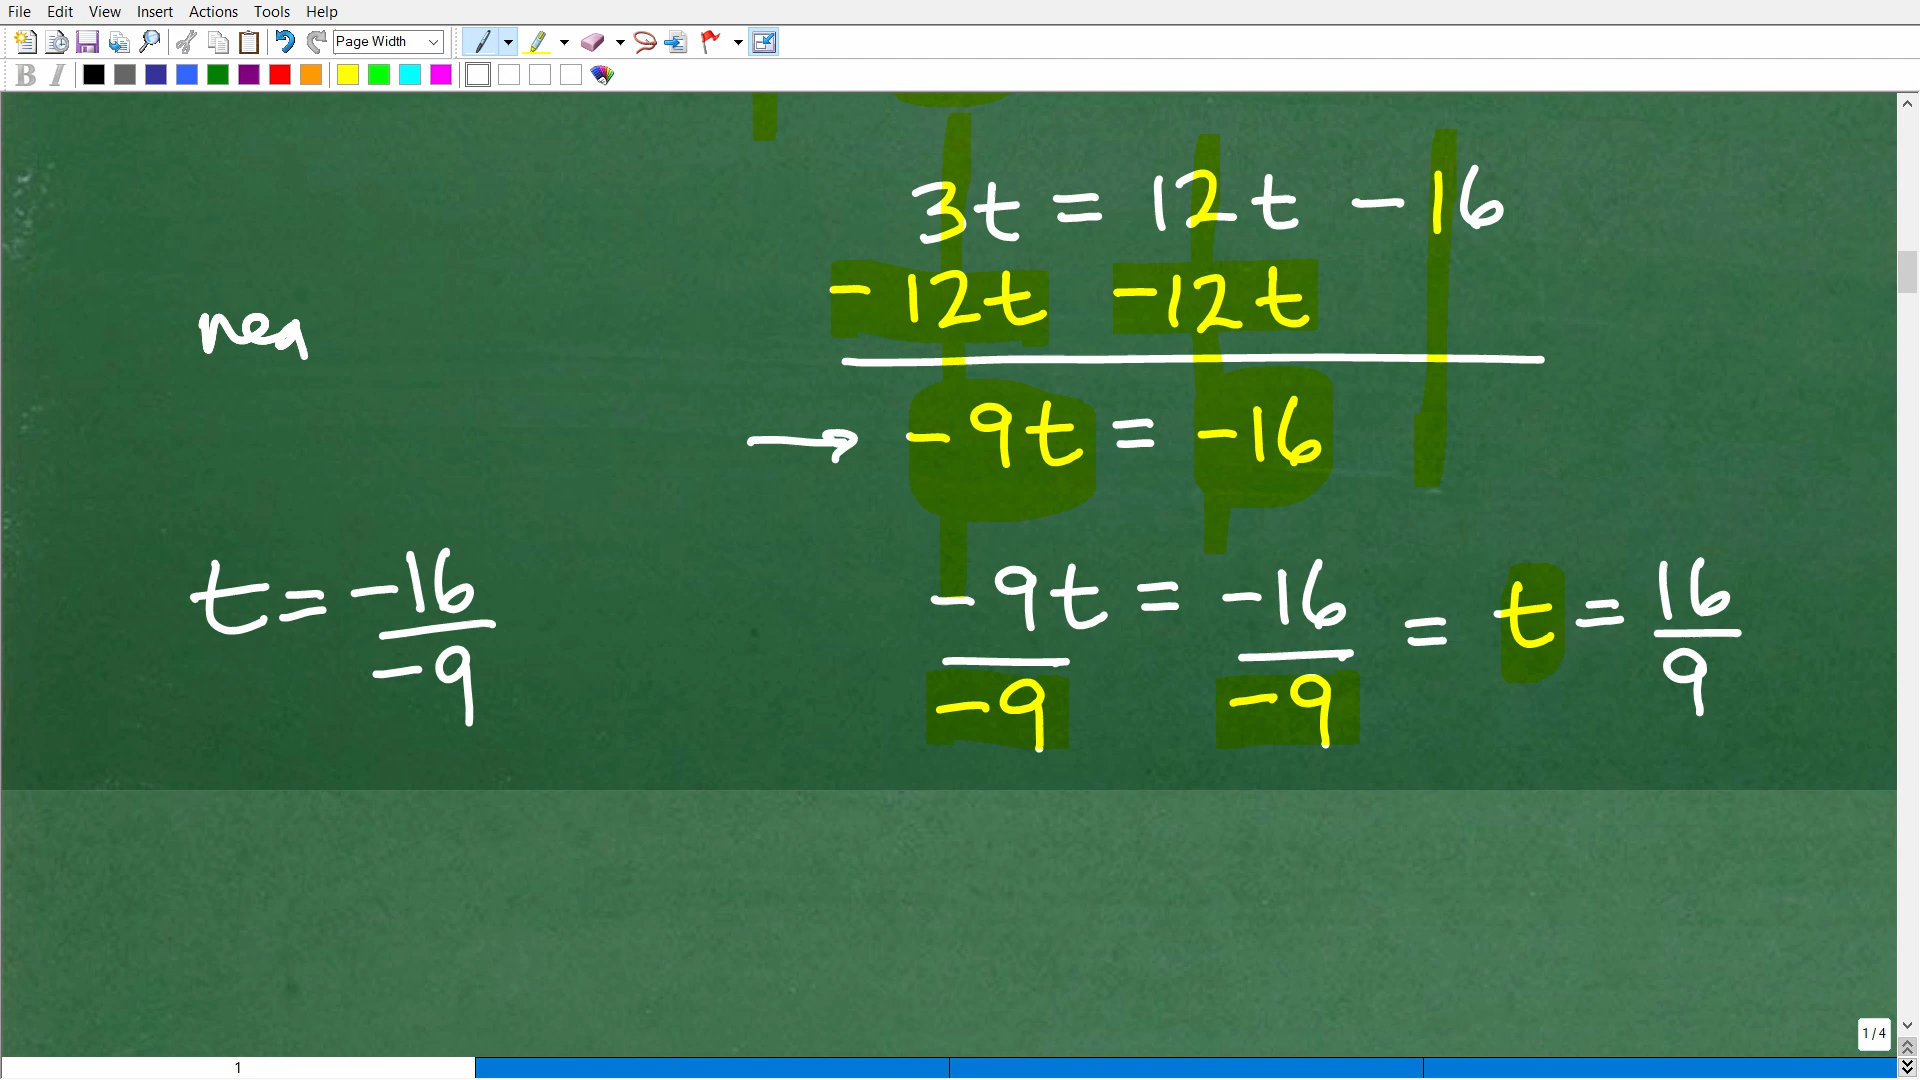 File Edit View Insert Actions Tools Help
Page Width
B I
3t = 12t - 16
-12t -12t
nea
→ -9t = -16
t = -16/-9
-9t/-9 = -16/-9 = t = 16/9
1 / 4
1